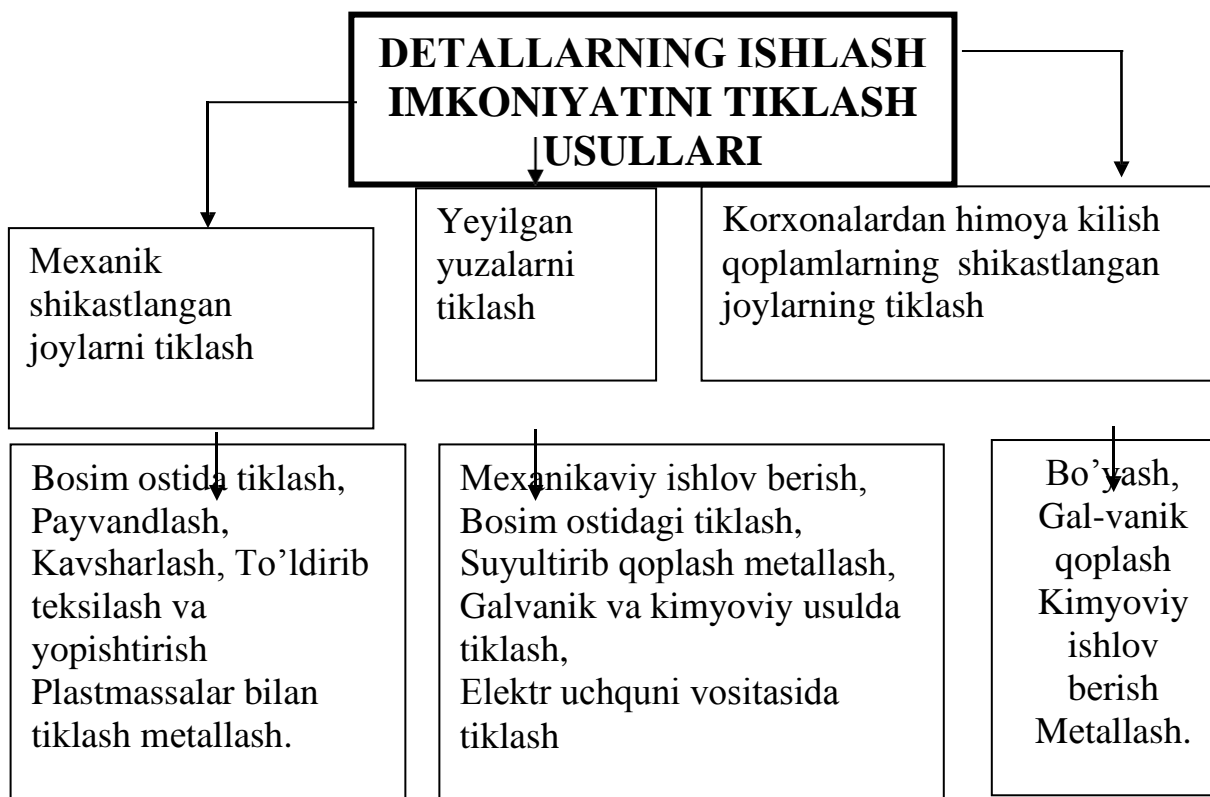 DETALLARNING ISHLASH
IMKONIYATINI TIKLASH
USULLARI
Mexanik
shikastlangan
joylarni tiklash
Yeyilgan
yuzalarni
tiklash
Korxonalardan himoya kilish
qoplamlarning shikastlangan
joylarning tiklash
Bosim ostida tiklash,
Payvandlash,
Kavsharlash, To’ldirib
teksilash va
yopishtirish
Plastmassalar bilan
tiklash metallash.
Mexanikaviy ishlov berish,
Bosim ostidagi tiklash,
Suyultirib qoplash metallash,
Galvanik va kimyoviy usulda
tiklash,
Elektr uchquni vositasida
tiklash
Bo’yash,
Gal-vanik
qoplash
Kimyoviy
ishlov
berish
Metallash.